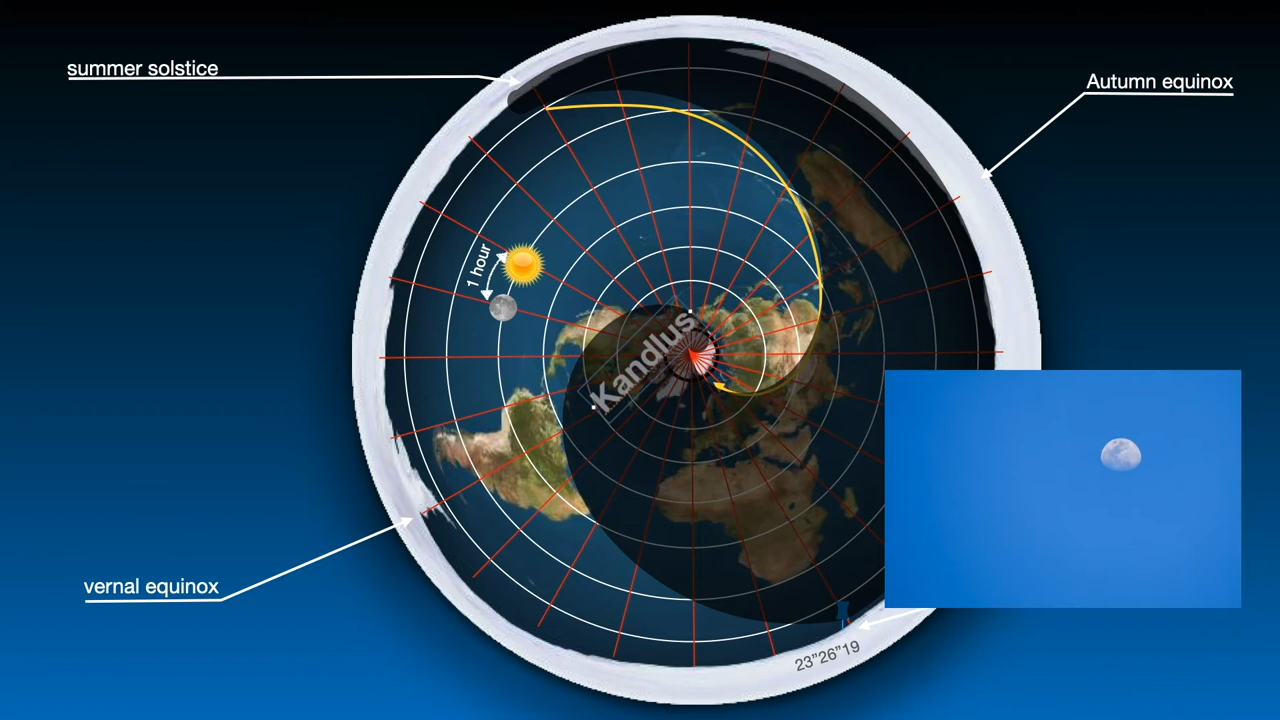 summer solstice
Autumn equinox
1 hour
Kandlus
vernal equinox
23”26”19